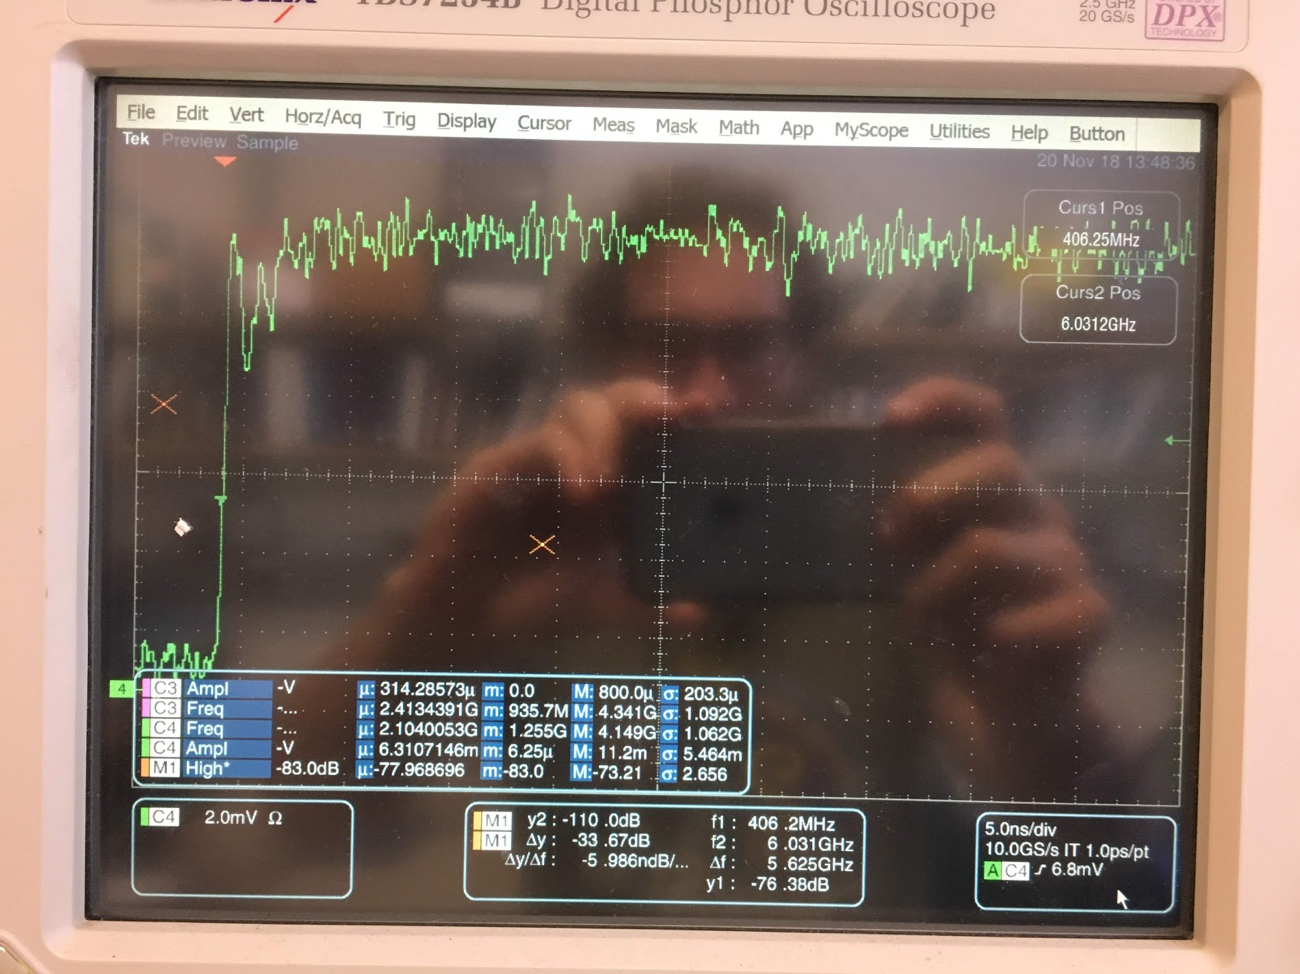 TDS7254B Digital Phosphor Oscilloscope
2.5 GHz
20 GS/s
DPX
TECHNOLOGY
File Edit Vert Horz/Acq Trig Display Cursor Meas Mask Math App MyScope Utilities Help Button
Tek Preview Sample
20 Nov 18 13:48:36
Curs1 Pos
406.25MHz
Curs2 Pos
6.0312GHz
4
C3 Ampl -V µ: 314.28573µ m: 0.0 M: 800.0µ σ: 203.3µ
C3 Freq -... µ: 2.4134391G m: 935.7M M: 4.341G σ: 1.092G
C4 Freq -... µ: 2.1040053G m: 1.255G M: 4.149G σ: 1.062G
C4 Ampl -V µ: 6.3107146m m: 6.25µ M: 11.2m σ: 5.464m
M1 High* -83.0dB µ:-77.968696 m:-83.0 M:-73.21 σ: 2.656
C4 2.0mV Ω
M1 y2: -110 .0dB f1: 406 .2MHz
M1 Δy: -33 .67dB f2: 6 .031GHz
Δy/Δf: -5 .986ndB/... Δf: 5 .625GHz
y1: -76 .38dB
5.0ns/div
10.0GS/s IT 1.0ps/pt
A C4 6.8mV